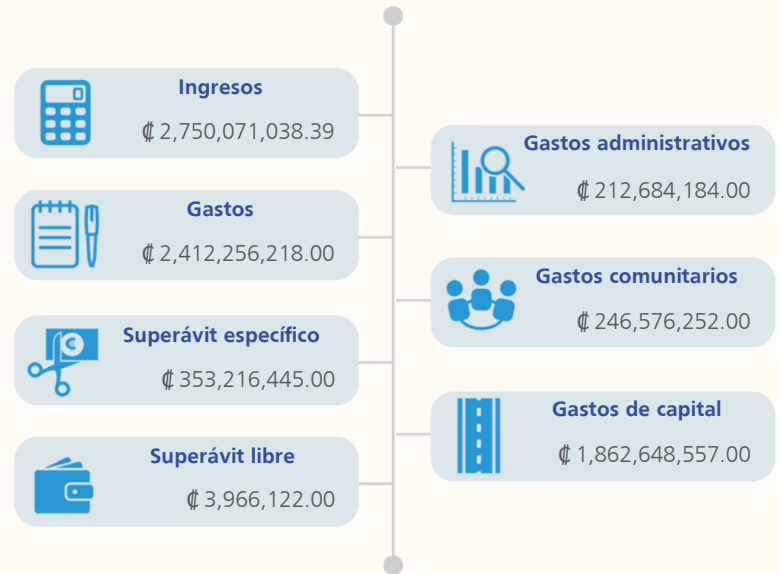 Ingresos
₡ 2,750,071,038.39
Gastos
₡ 2,412,256,218.00
Superávit específico
₡ 353,216,445.00
Superávit libre
₡ 3,966,122.00
Gastos administrativos
₡ 212,684,184.00
Gastos comunitarios
₡ 246,576,252.00
Gastos de capital
₡ 1,862,648,557.00